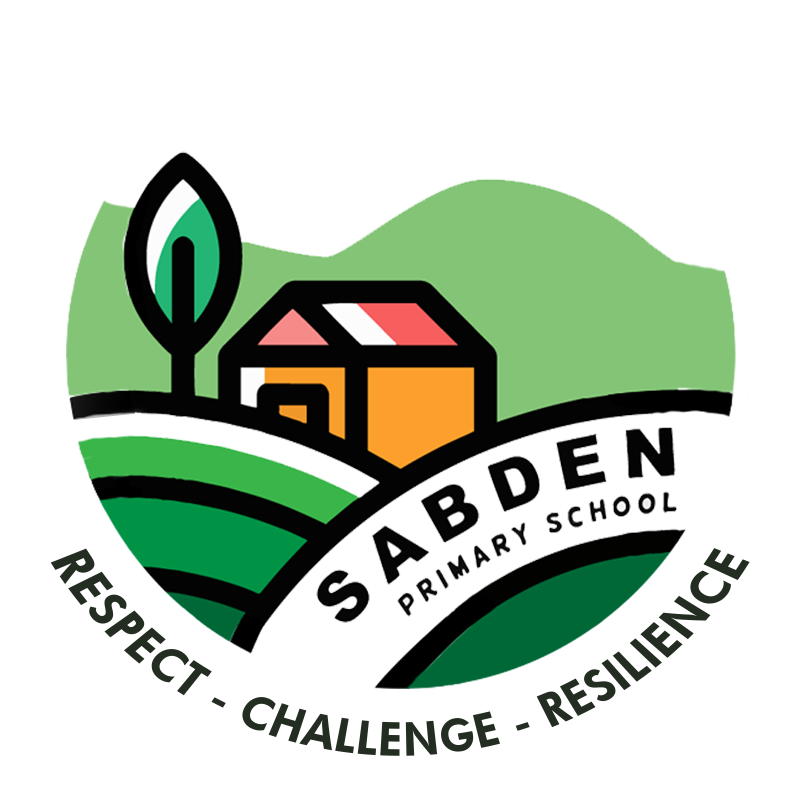 SABDEN
PRIMARY SCHOOL
RESPECT - CHALLENGE - RESILIENCE